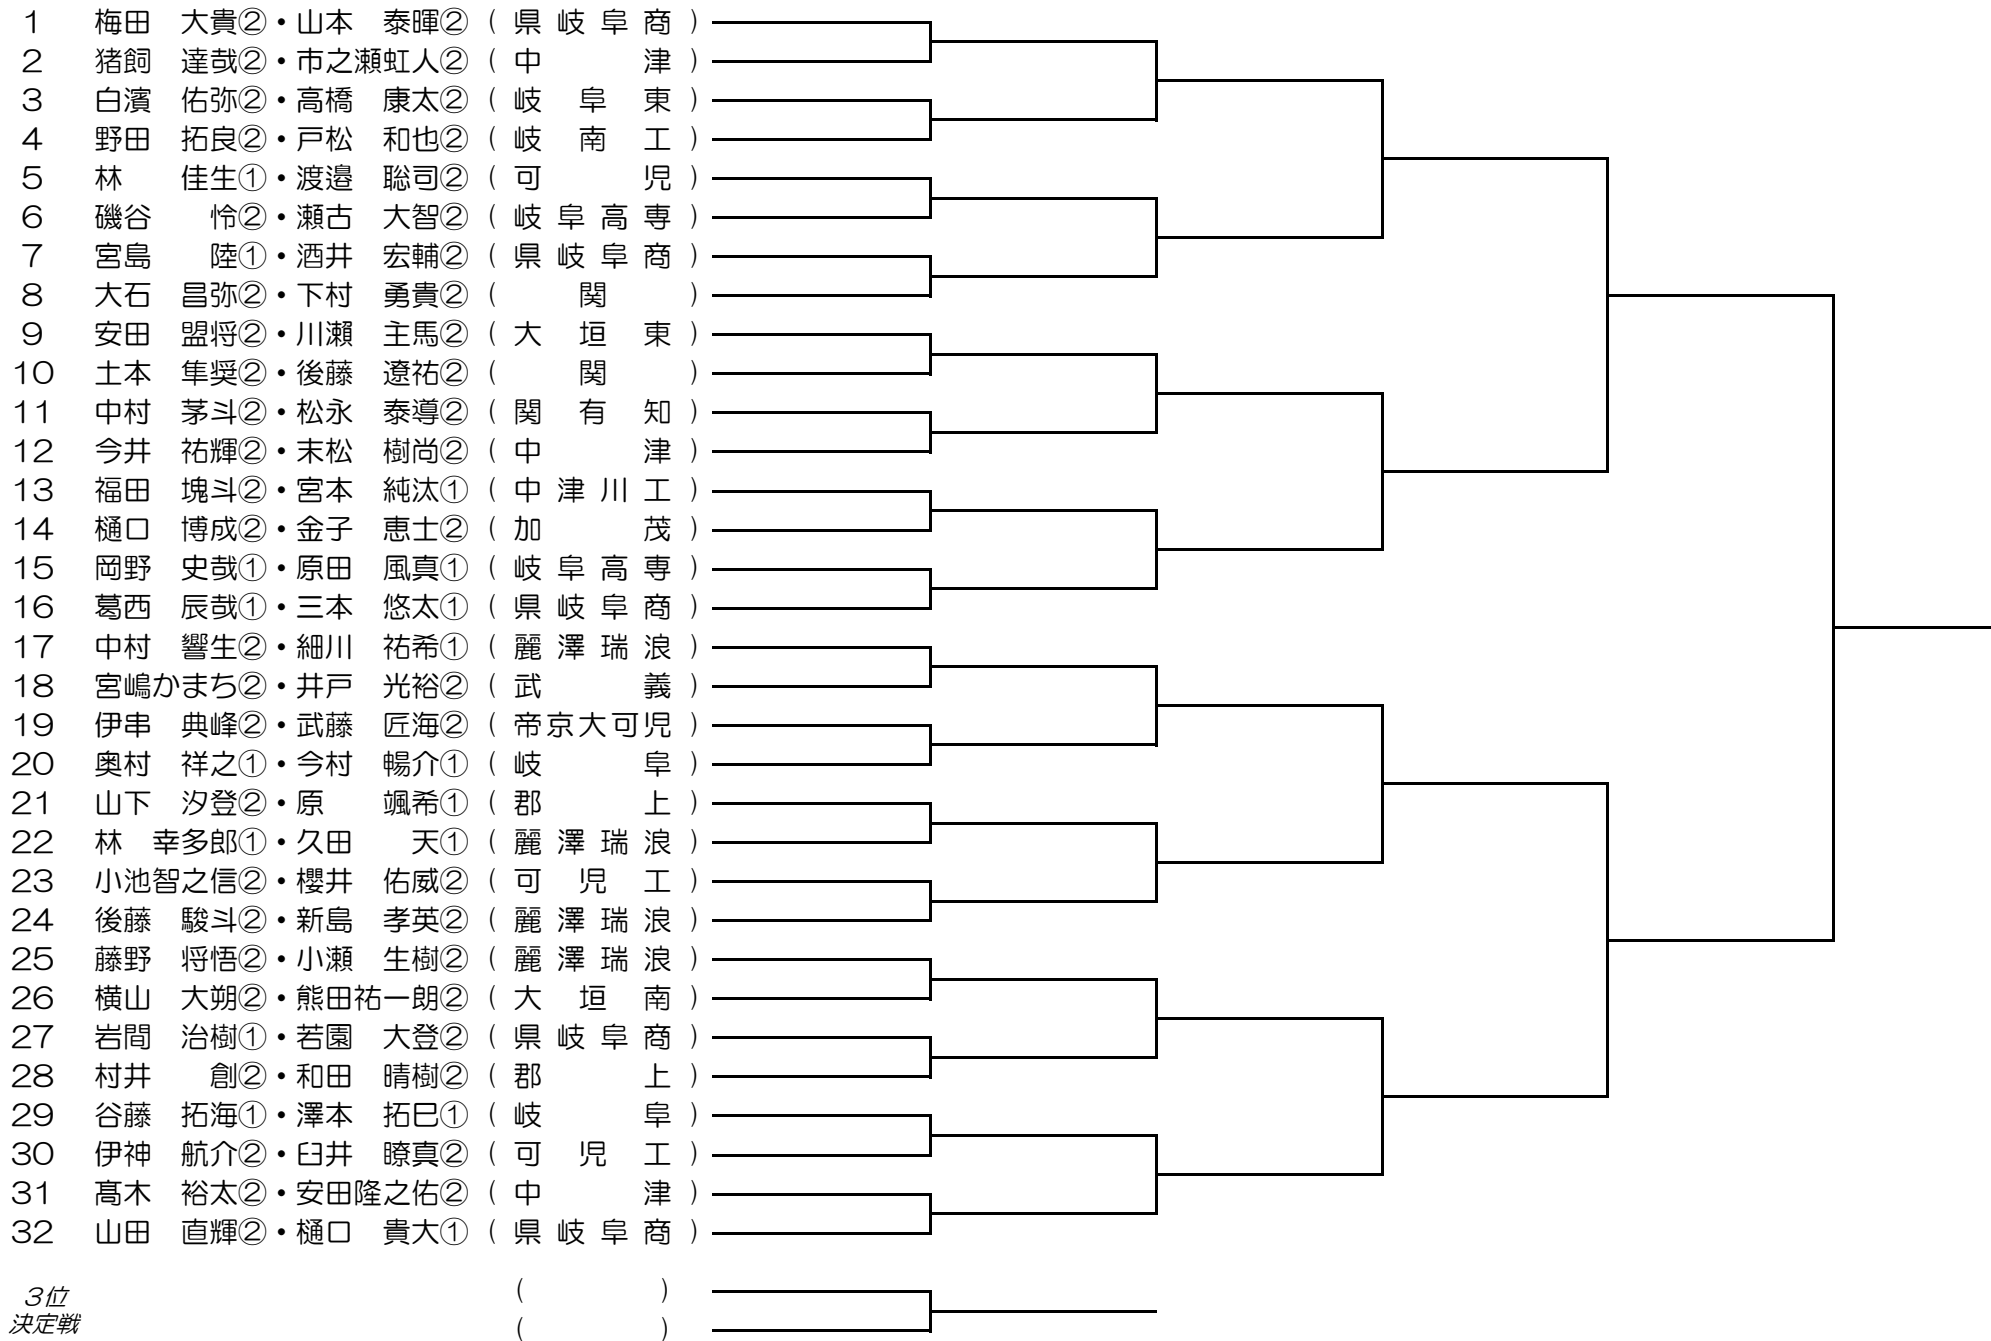 1 梅田 大貴②・山本 泰暉② (県岐阜商)
2 猪飼 達哉②・市之瀬虹人② (中津)
3 白濱 佑弥②・高橋 康太② (岐阜東)
4 野田 拓良②・戸松 和也② (岐南工)
5 林 佳生①・渡邉 聡司② (可児)
6 磯谷 怜②・瀬古 大智② (岐阜高専)
7 宮島 陸①・酒井 宏輔② (県岐阜商)
8 大石 昌弥②・下村 勇貴② (関)
9 安田 盟将②・川瀬 主馬② (大垣東)
10 土本 隼奨②・後藤 遼祐② (関)
11 中村 茅斗②・松永 泰導② (関有知)
12 今井 祐輝②・末松 樹尚② (中津)
13 福田 塊斗②・宮本 純汰① (中津川工)
14 樋口 博成②・金子 恵士② (加茂)
15 岡野 史哉①・原田 風真① (岐阜高専)
16 葛西 辰哉①・三本 悠太① (県岐阜商)
17 中村 響生②・細川 祐希① (麗澤瑞浪)
18 宮嶋かまち②・井戸 光裕② (武義)
19 伊串 典峰②・武藤 匠海② (帝京大可児)
20 奥村 祥之①・今村 暢介① (岐阜)
21 山下 汐登②・原 颯希① (郡上)
22 林 幸多郎①・久田 天① (麗澤瑞浪)
23 小池智之信②・櫻井 佑威② (可児工)
24 後藤 駿斗②・新島 孝英② (麗澤瑞浪)
25 藤野 将悟②・小瀬 生樹② (麗澤瑞浪)
26 横山 大朔②・熊田祐一朗② (大垣南)
27 岩間 治樹①・若園 大登② (県岐阜商)
28 村井 創②・和田 晴樹② (郡上)
29 谷藤 拓海①・澤本 拓巳① (岐阜)
30 伊神 航介②・臼井 瞭真② (可児工)
31 髙木 裕太②・安田隆之佑② (中津)
32 山田 直輝②・樋口 貴大① (県岐阜商)
3位 ( )
決定戦 ( )